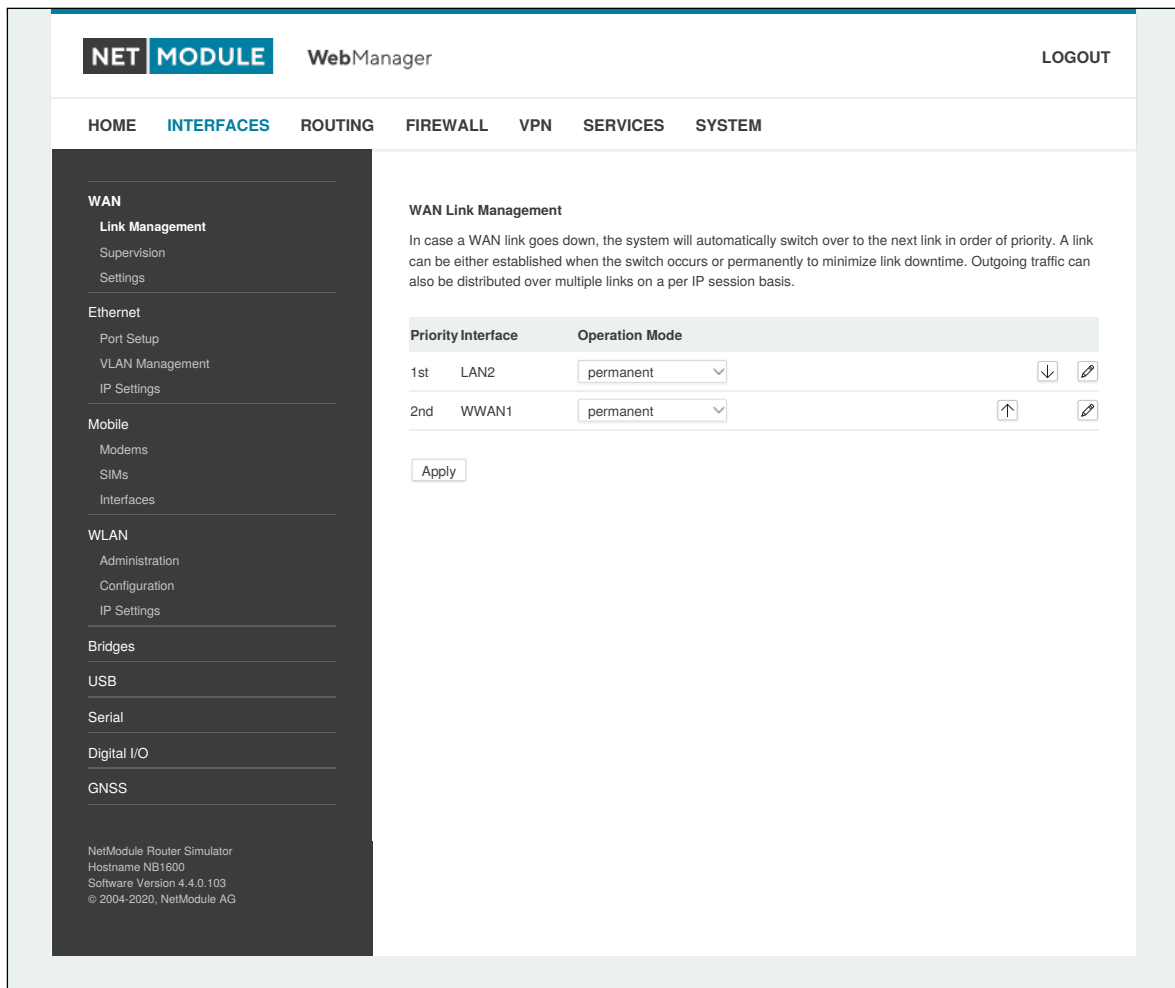 NET MODULE WebManager LOGOUT
HOME INTERFACES ROUTING FIREWALL VPN SERVICES SYSTEM
WAN
Link Management
Supervision
Settings
Ethernet
Port Setup
VLAN Management
IP Settings
Mobile
Modems
SIMs
Interfaces
WLAN
Administration
Configuration
IP Settings
Bridges
USB
Serial
Digital I/O
GNSS
NetModule Router Simulator
Hostname NB1600
Software Version 4.4.0.103
© 2004-2020, NetModule AG
WAN Link Management
In case a WAN link goes down, the system will automatically switch over to the next link in order of priority. A link
can be either established when the switch occurs or permanently to minimize link downtime. Outgoing traffic can
also be distributed over multiple links on a per IP session basis.
Priority Interface Operation Mode
1st LAN2 permanent
2nd WWAN1 permanent
Apply